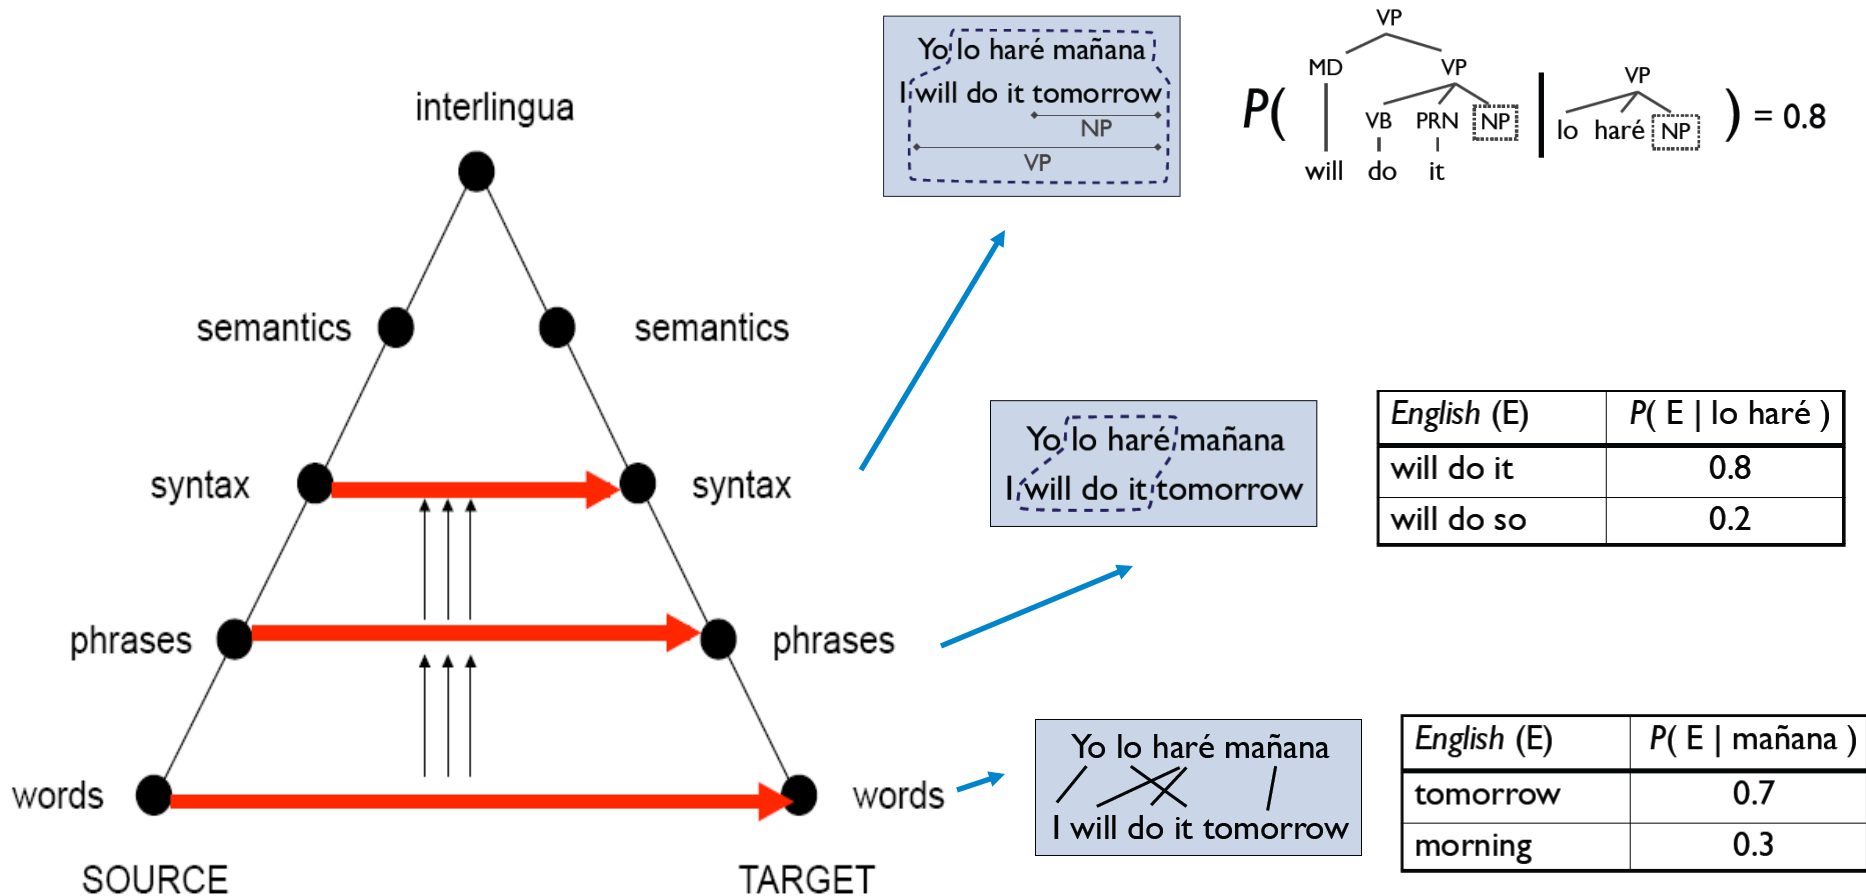 interlingua
semantics
semantics
syntax
syntax
phrases
phrases
words
words
SOURCE
TARGET
Yo lo haré mañana
I will do it tomorrow
NP
VP
P(
VP
MD
VP
VB PRN NP
will do it
VP
lo haré NP
) = 0.8
Yo lo haré mañana
I will do it tomorrow
English (E) P( E | lo haré )
will do it 0.8
will do so 0.2
Yo lo haré mañana
I will do it tomorrow
English (E) P( E | mañana )
tomorrow 0.7
morning 0.3